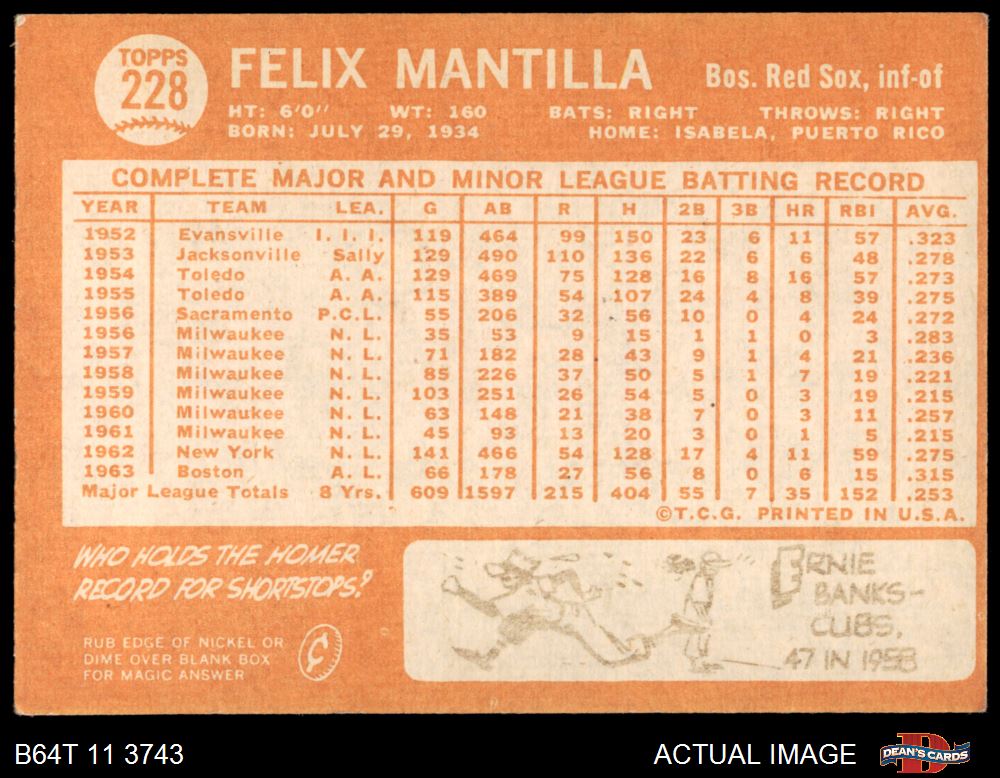 TOPPS
228
FELIX MANTILLA Bos. Red Sox, inf-of
HT: 6'0'' WT: 160 BATS: RIGHT THROWS: RIGHT
BORN: JULY 29, 1934 HOME: ISABELA, PUERTO RICO
COMPLETE MAJOR AND MINOR LEAGUE BATTING RECORD
YEAR TEAM LEA. G AB R H 2B 3B HR RBI AVG.
1952 Evansville I. I. I. 119 464 99 150 23 6 11 57 .323
1953 Jacksonville Sally 129 490 110 136 22 6 6 48 .278
1954 Toledo A. A. 129 469 75 128 16 8 16 57 .273
1955 Toledo A. A. 115 389 54 107 24 4 8 39 .275
1956 Sacramento P.C.L. 55 206 32 56 10 0 4 24 .272
1956 Milwaukee N. L. 35 53 9 15 1 1 0 3 .283
1957 Milwaukee N. L. 71 182 28 43 9 1 4 21 .236
1958 Milwaukee N. L. 85 226 37 50 5 1 7 19 .221
1959 Milwaukee N. L. 103 251 26 54 5 0 3 19 .215
1960 Milwaukee N. L. 63 148 21 38 7 0 3 11 .257
1961 Milwaukee N. L. 45 93 13 20 3 0 1 5 .215
1962 New York N. L. 141 466 54 128 17 4 11 59 .275
1963 Boston A. L. 66 178 27 56 8 0 6 15 .315
Major League Totals 8 Yrs. 609 1597 215 404 55 7 35 152 .253
©T.C.G. PRINTED IN U.S.A.
WHO HOLDS THE HOMER
RECORD FOR SHORTSTOPS?
RUB EDGE OF NICKEL OR
DIME OVER BLANK BOX
FOR MAGIC ANSWER
¢
ERNIE
BANKS-
CUBS,
47 IN 1958
B64T 11 3743 ACTUAL IMAGE
D
DEAN'S CARDS